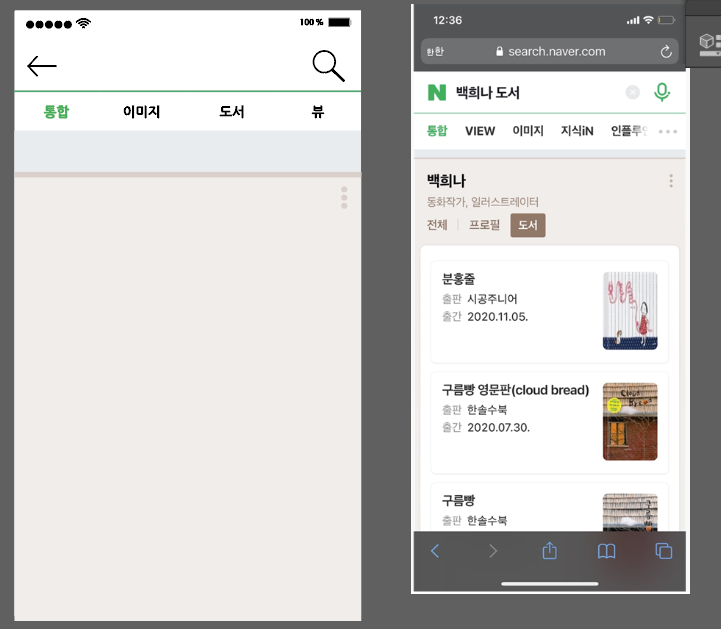 100 %
통합 이미지 도서 뷰
12:36
한 search.naver.com
N 백희나 도서
통합 VIEW 이미지 지식iN 인플루
백희나
동화작가, 일러스트레이터
전체 프로필 도서
분홍줄
출판 시공주니어
출간 2020.11.05.
구름빵 영문판(cloud bread)
출판 한솔수북
출간 2020.07.30.
구름빵
출판 한솔수북